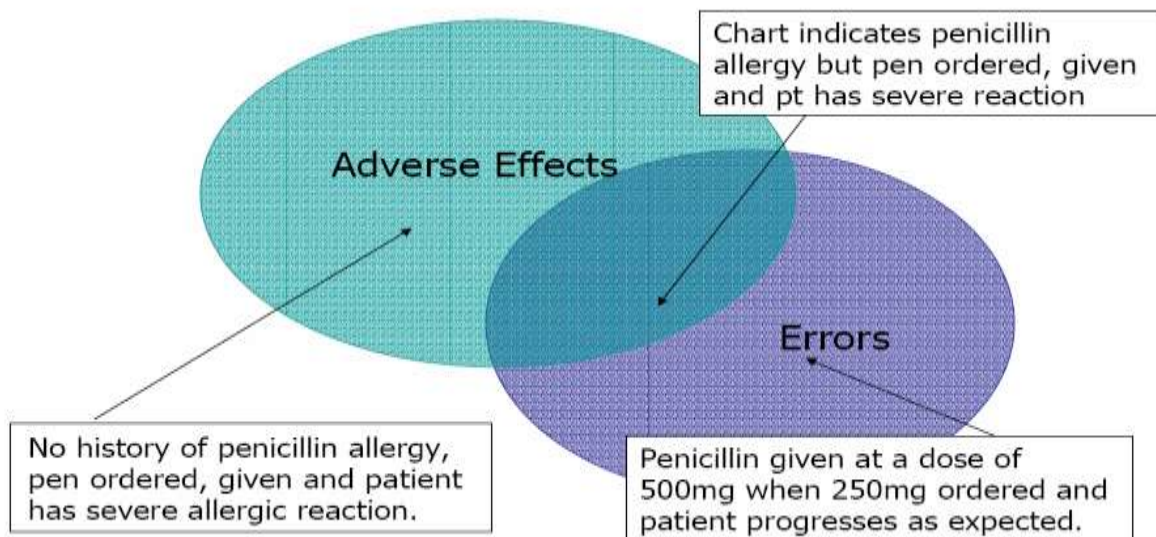 Chart indicates penicillin
allergy but pen ordered, given
and pt has severe reaction
Adverse Effects
Errors
No history of penicillin allergy,
pen ordered, given and patient
has severe allergic reaction.
Penicillin given at a dose of
500mg when 250mg ordered and
patient progresses as expected.